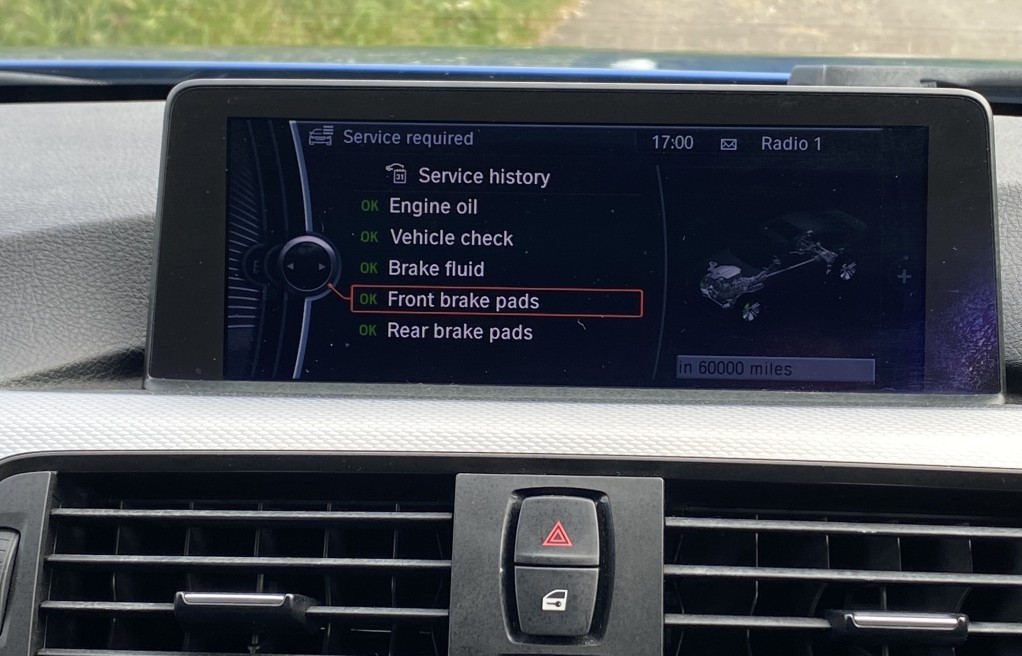 Service required 17:00 Radio 1
31 Service history
OK Engine oil
OK Vehicle check
OK Brake fluid
OK Front brake pads
OK Rear brake pads
in 60000 miles